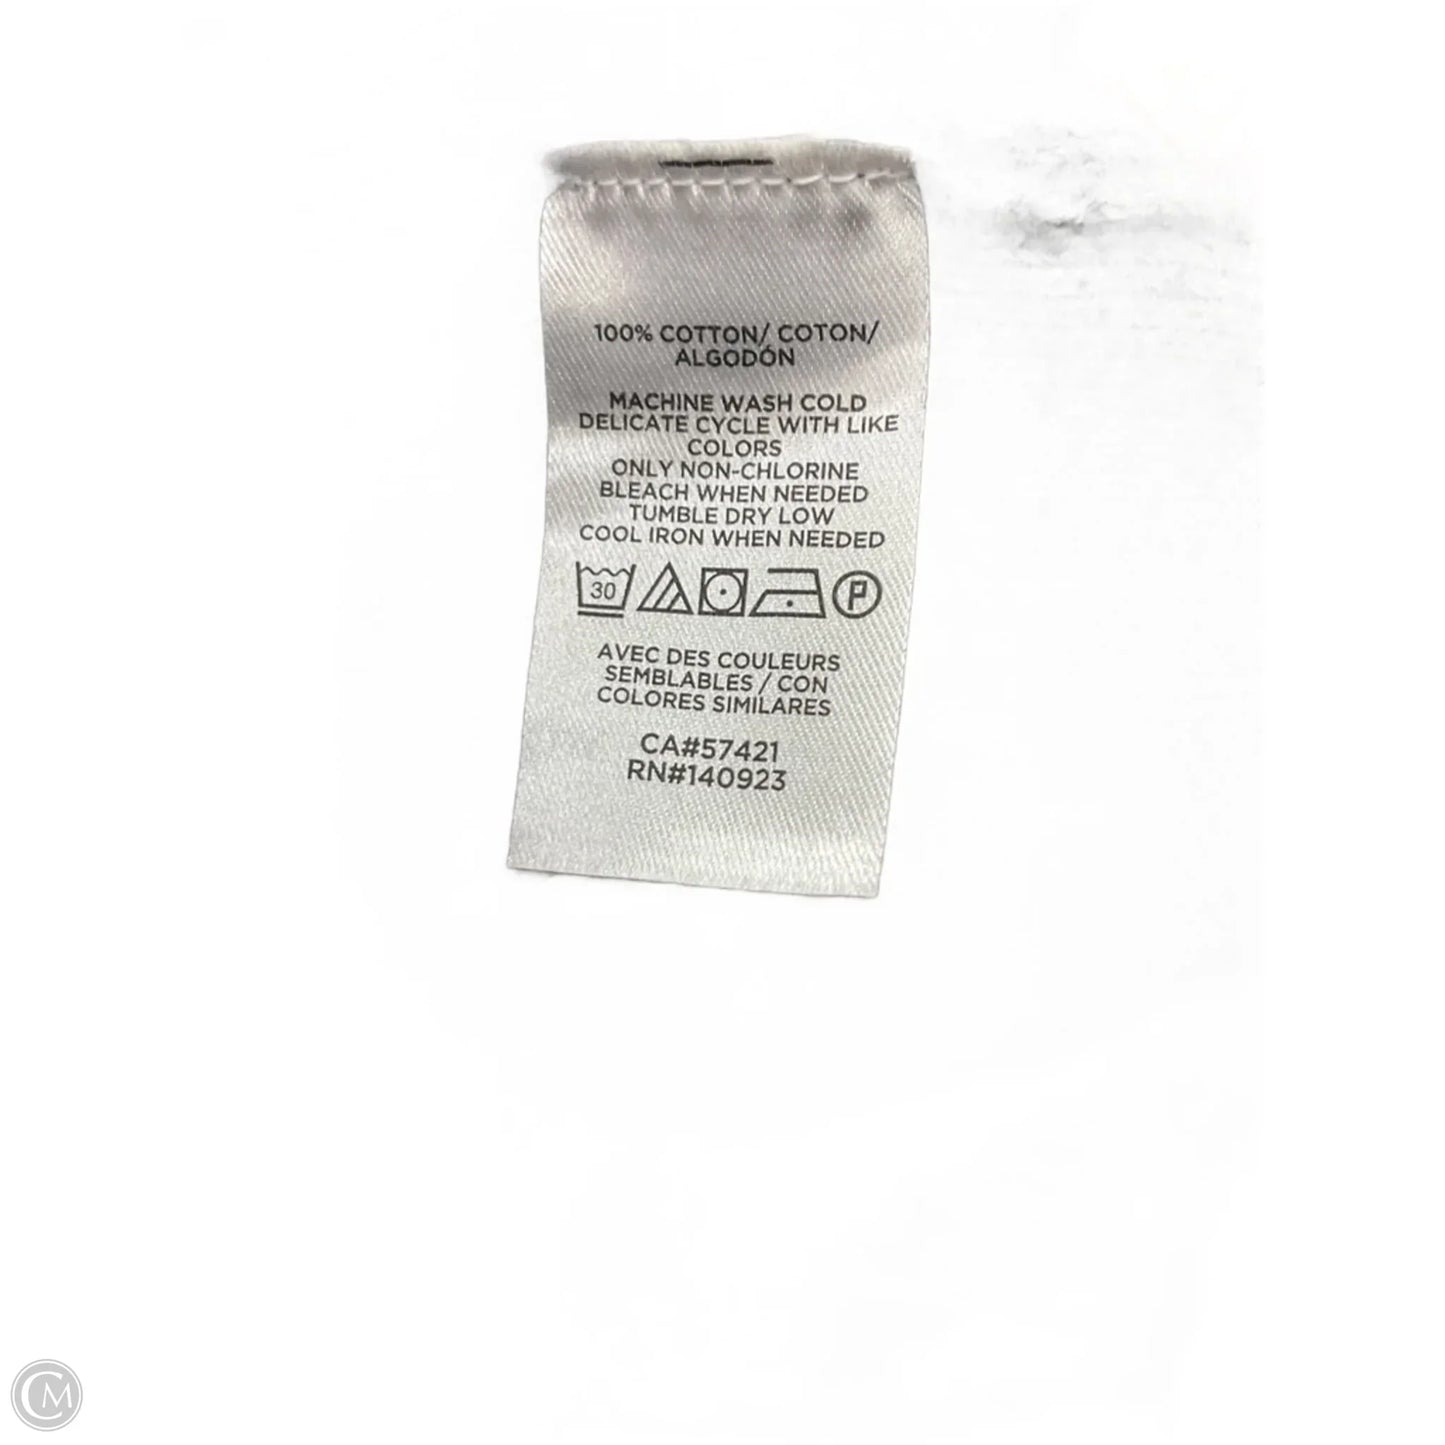 100% COTTON/ COTON/
ALGODÓN
MACHINE WASH COLD
DELICATE CYCLE WITH LIKE
COLORS
ONLY NON-CHLORINE
BLEACH WHEN NEEDED
TUMBLE DRY LOW
COOL IRON WHEN NEEDED
30 P
AVEC DES COULEURS
SEMBLABLES / CON
COLORES SIMILARES
CA#57421
RN#140923
CM